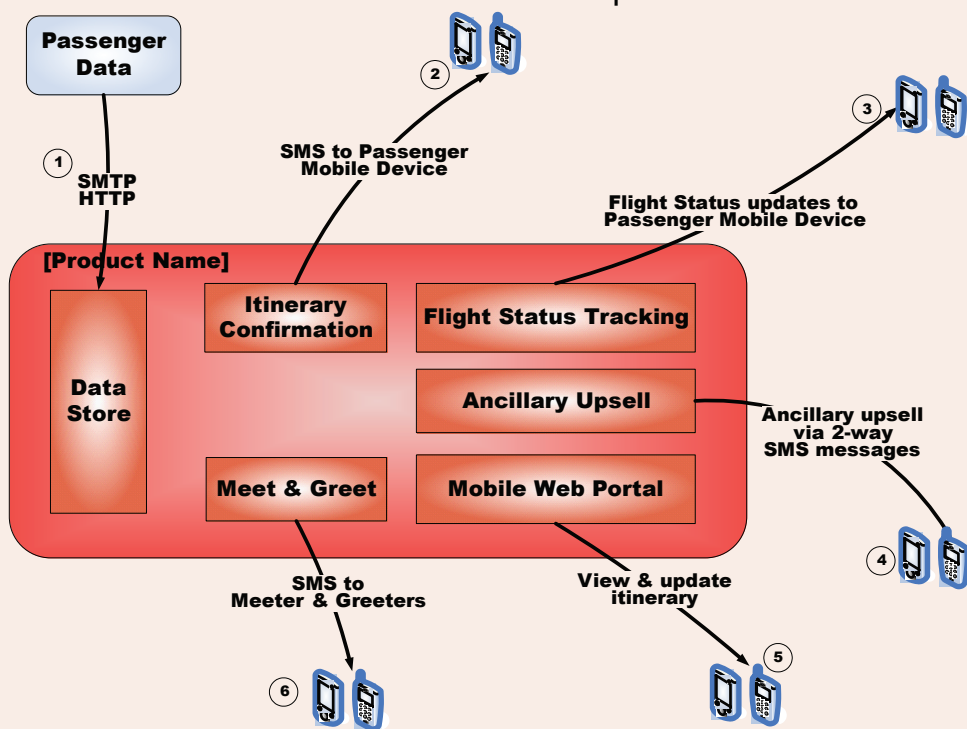 Passenger
Data
2
3
1
SMTP
HTTP
SMS to Passenger
Mobile Device
Flight Status updates to
Passenger Mobile Device
[Product Name]
Itinerary
Confirmation
Flight Status Tracking
Data
Store
Ancillary Upsell
Ancillary upsell
via 2-way
SMS messages
Meet & Greet
Mobile Web Portal
4
SMS to
Meeter & Greeters
View & update
itinerary
5
6